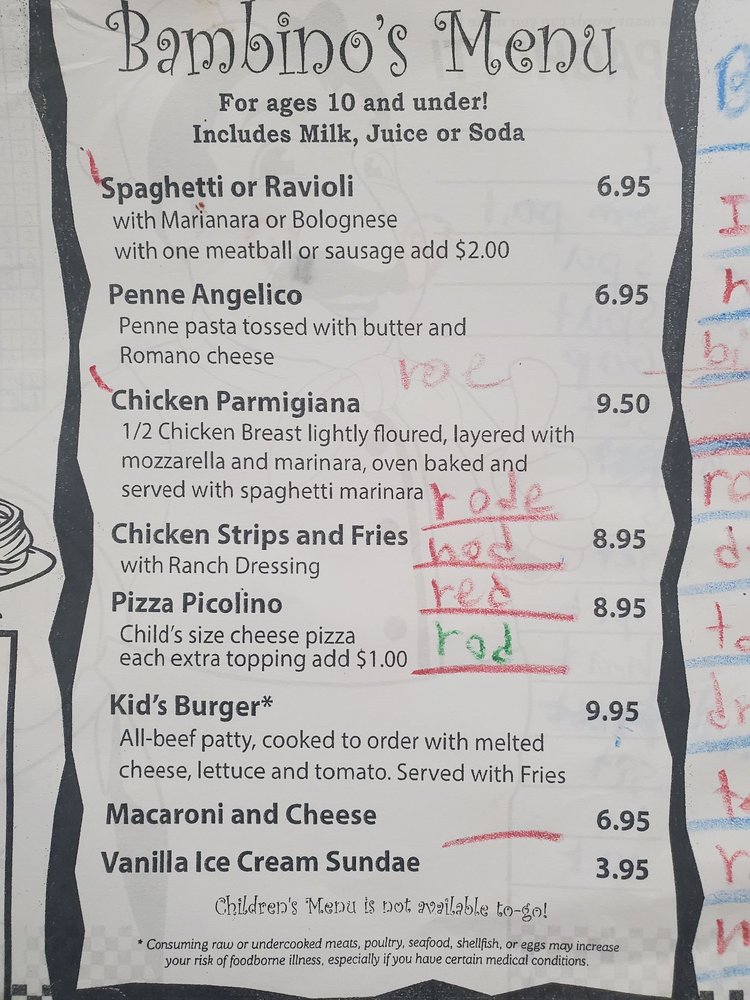 Bambino's Menu
For ages 10 and under!
Includes Milk, Juice or Soda
Spaghetti or Ravioli 6.95
with Marianara or Bolognese
with one meatball or sausage add $2.00
Penne Angelico 6.95
Penne pasta tossed with butter and
Romano cheese
roe
Chicken Parmigiana 9.50
1/2 Chicken Breast lightly floured, layered with
mozzarella and marinara, oven baked and
served with spaghetti marinara
rode
Chicken Strips and Fries 8.95
hod
with Ranch Dressing
red
Pizza Picolino 8.95
Child's size cheese pizza
rod
each extra topping add $1.00
Kid's Burger* 9.95
All-beef patty, cooked to order with melted
cheese, lettuce and tomato. Served with Fries
Macaroni and Cheese 6.95
Vanilla Ice Cream Sundae 3.95
Children's Menu is not available to-go!
* Consuming raw or undercooked meats, poultry, seafood, shellfish, or eggs may increase
your risk of foodborne illness, especially if you have certain medical conditions.